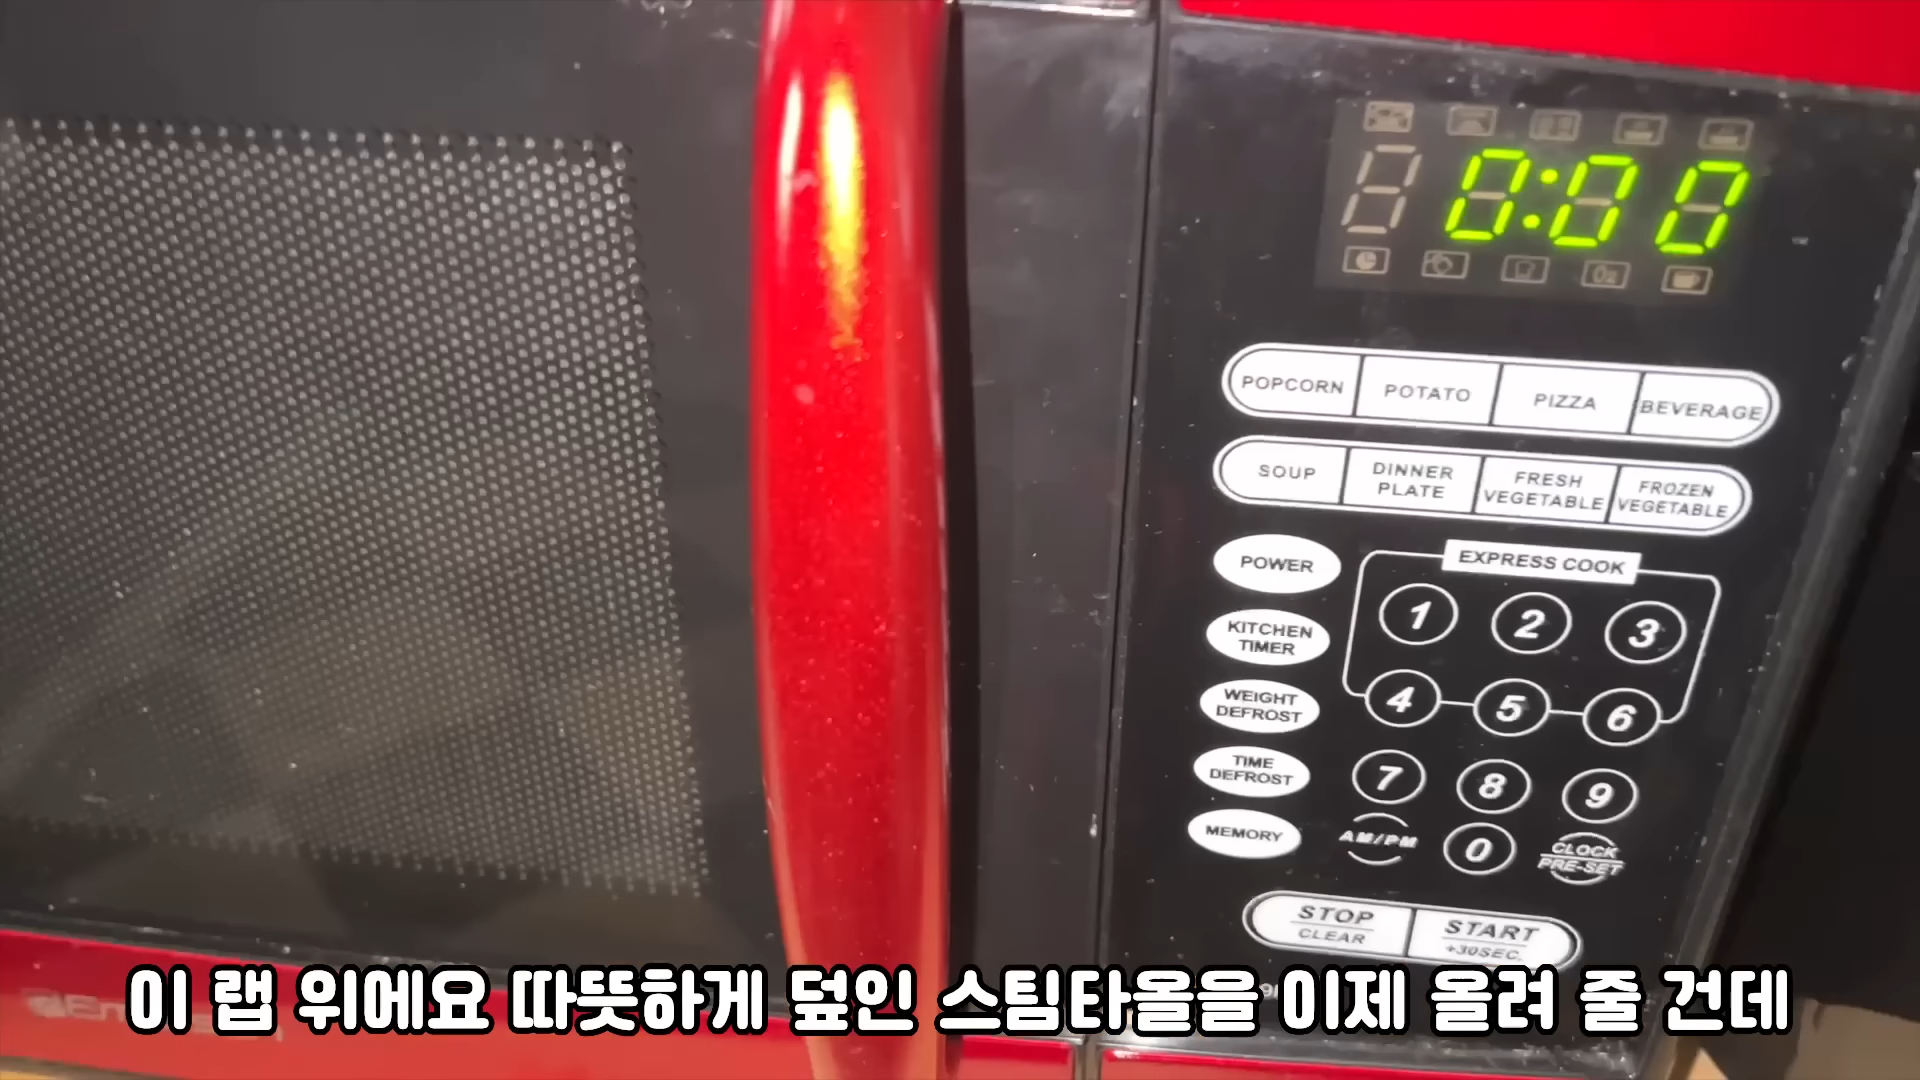 0:00
POPCORN
POTATO
PIZZA
BEVERAGE
SOUP
DINNER
PLATE
FRESH
VEGETABLE
FROZEN
VEGETABLE
POWER
EXPRESS COOK
1 2 3
KITCHEN
TIMER
4 5 6
WEIGHT
DEFROST
7 8 9
TIME
DEFROST
MEMORY
AM/PM
0
CLOCK
PRE-SET
STOP
CLEAR
START
+30SEC.
이 랩 위에요 따뜻하게 덮인 스팀타올을 이제 올려 줄 건데